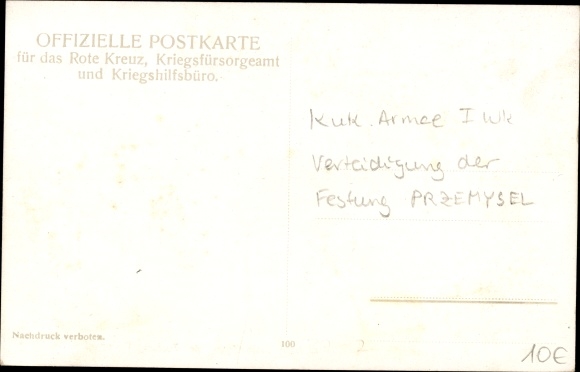 OFFIZIELLE POSTKARTE
für das Rote Kreuz, Kriegsfürsorgeamt
und Kriegshilfsbüro.
KuK. Armee I WK
Verteidigung der
Festung PRZEMYSEL
Nachdruck verboten.
100
10€